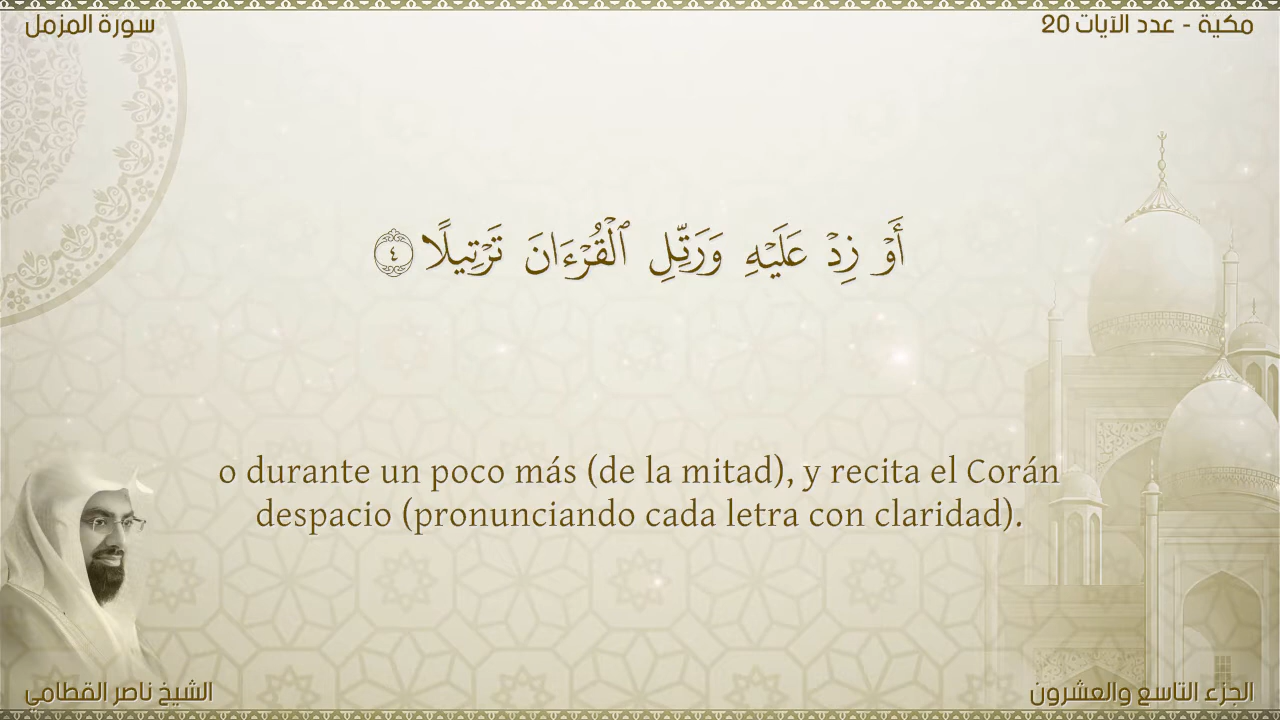 سورة المزمل
مكية - عدد الآيات 20
أَوْ زِدْ عَلَيْهِ وَرَتِّلِ ٱلْقُرْءَانَ تَرْتِيلًا ٤
o durante un poco más (de la mitad), y recita el Corán
despacio (pronunciando cada letra con claridad).
الشيخ ناصر القطامي
الجزء التاسع والعشرون